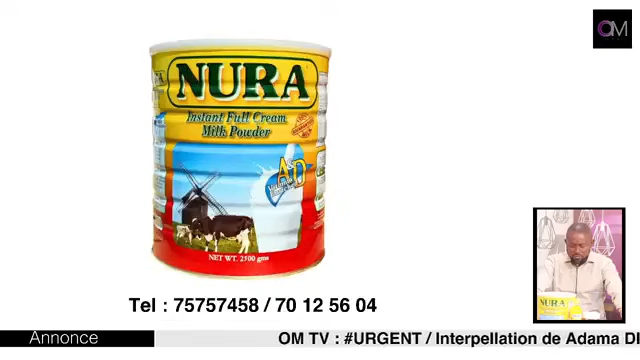 OM
NURA
Instant Full Cream
Milk Powder
A&D
NET WT. 2500 gms
NURA
Tel : 75757458 / 70 12 56 04
Annonce
OM TV : #URGENT / Interpellation de Adama DI